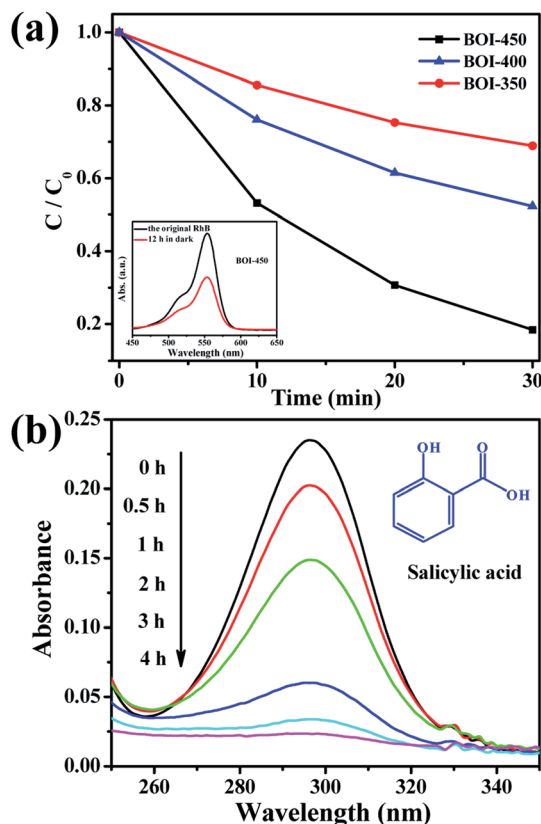 (a)
1.0
0.8
0.6
0.4
0.2
C / C0
BOI-450
BOI-400
BOI-350
the original RhB
12 h in dark
BOI-450
Abs. (a.u.)
450 500 550 600 650
Wavelength (nm)
0 10 20 30
Time (min)
(b)
0.25
0.20
0.15
0.10
0.05
0.00
Absorbance
0 h
0.5 h
1 h
2 h
3 h
4 h
OH
O
OH
Salicylic acid
260 280 300 320 340
Wavelength (nm)